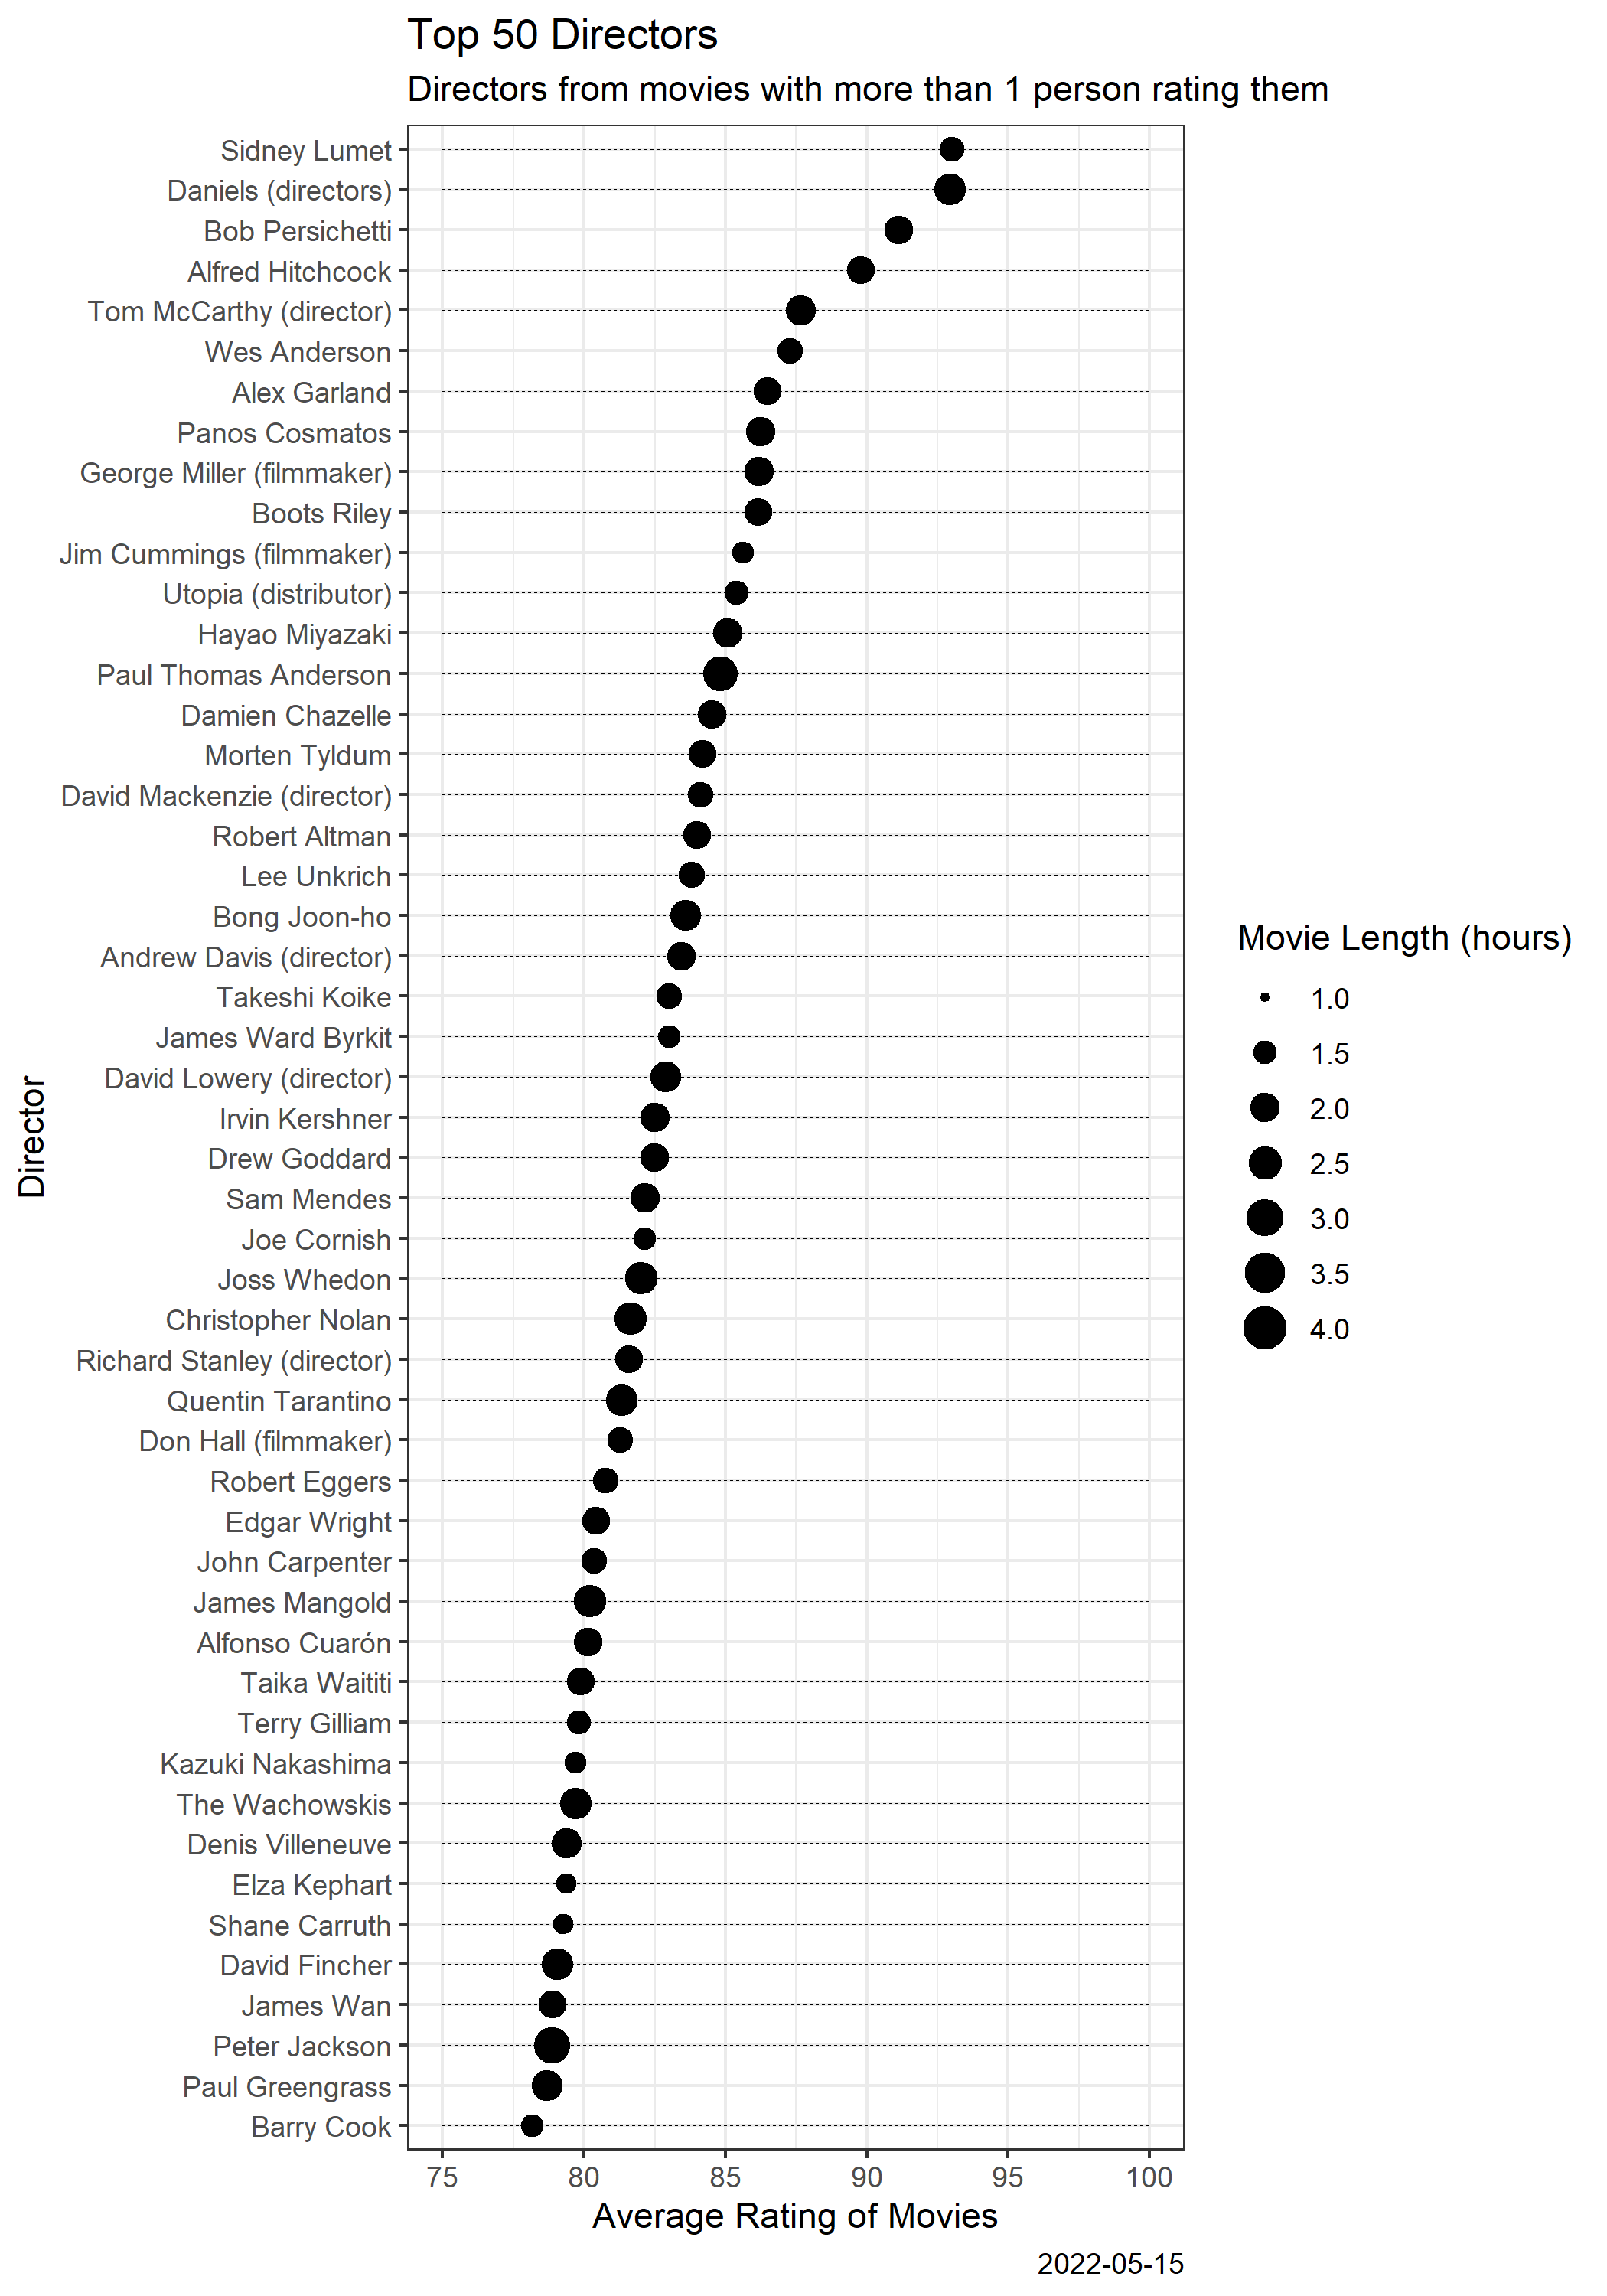 Top 50 Directors
Directors from movies with more than 1 person rating them
Sidney Lumet
Daniels (directors)
Bob Persichetti
Alfred Hitchcock
Tom McCarthy (director)
Wes Anderson
Alex Garland
Panos Cosmatos
George Miller (filmmaker)
Boots Riley
Jim Cummings (filmmaker)
Utopia (distributor)
Hayao Miyazaki
Paul Thomas Anderson
Damien Chazelle
Morten Tyldum
David Mackenzie (director)
Robert Altman
Lee Unkrich
Bong Joon-ho
Andrew Davis (director)
Takeshi Koike
James Ward Byrkit
David Lowery (director)
Irvin Kershner
Drew Goddard
Sam Mendes
Joe Cornish
Joss Whedon
Christopher Nolan
Richard Stanley (director)
Quentin Tarantino
Don Hall (filmmaker)
Robert Eggers
Edgar Wright
John Carpenter
James Mangold
Alfonso Cuarón
Taika Waititi
Terry Gilliam
Kazuki Nakashima
The Wachowskis
Denis Villeneuve
Elza Kephart
Shane Carruth
David Fincher
James Wan
Peter Jackson
Paul Greengrass
Barry Cook
Director
75 80 85 90 95 100
Average Rating of Movies
2022-05-15
Movie Length (hours)
1.0
1.5
2.0
2.5
3.0
3.5
4.0